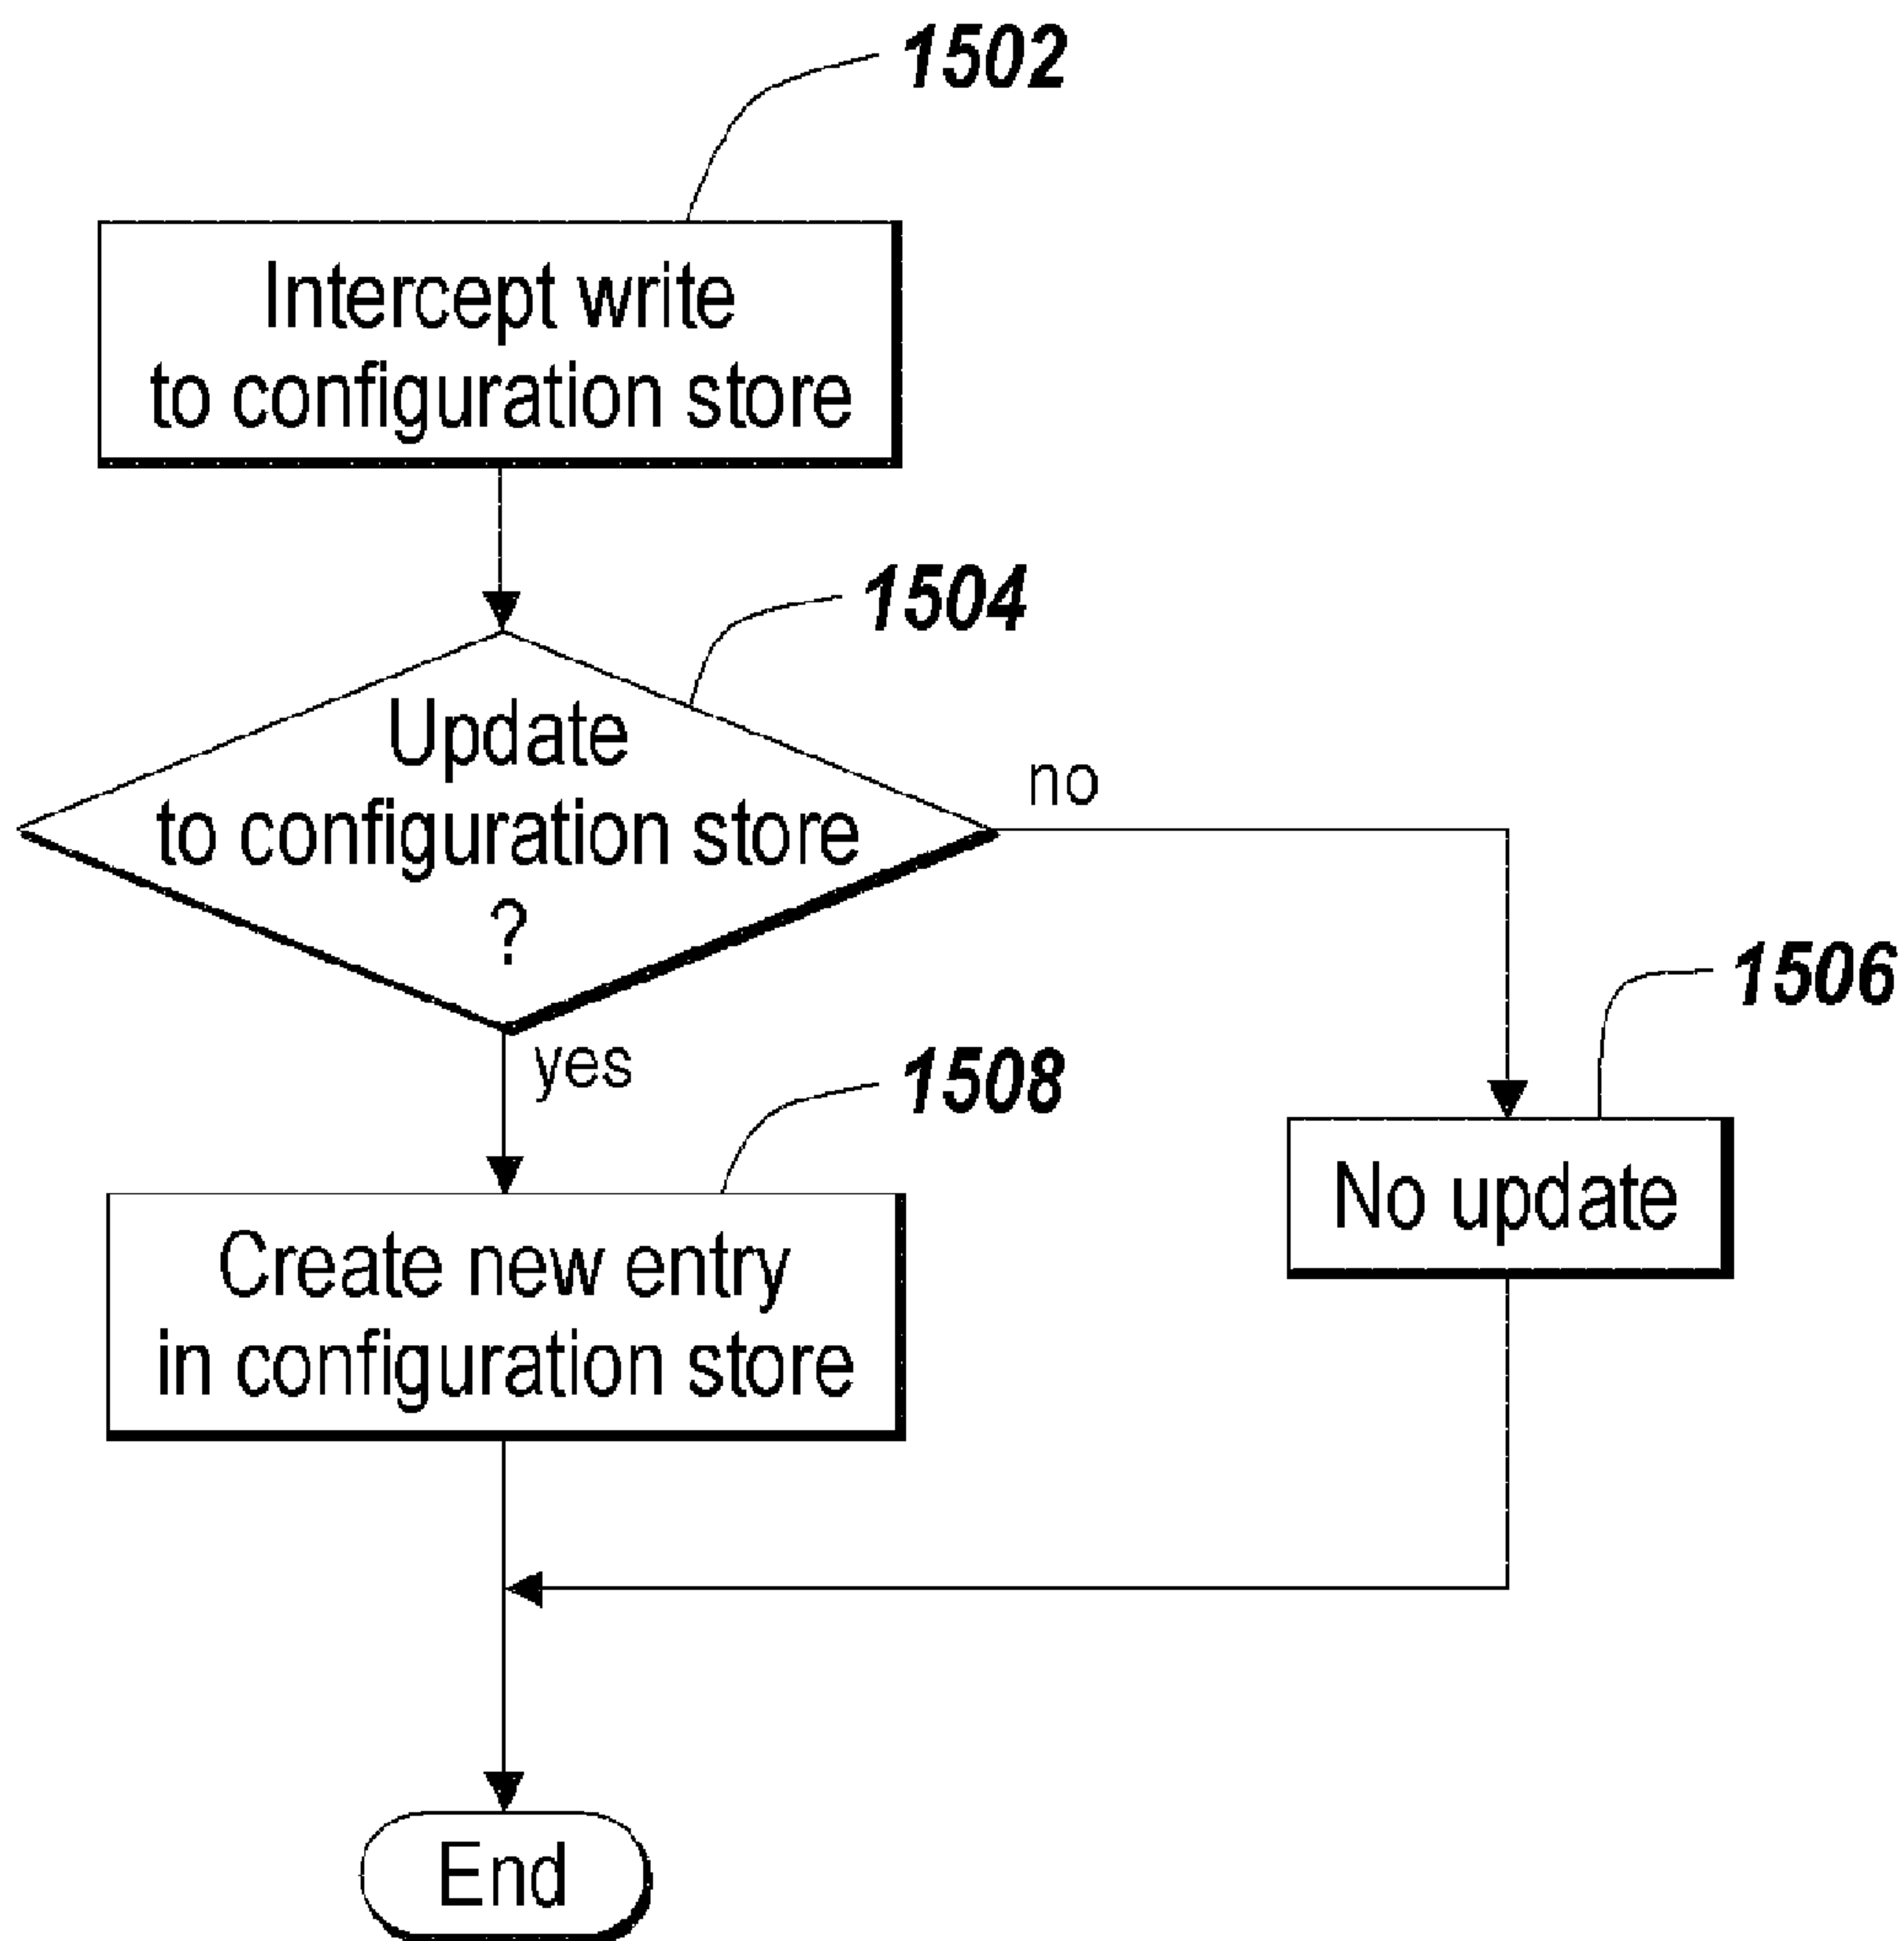 1502
Intercept write
to configuration store
1504
Update
to configuration store
?
no
yes
1506
No update
1508
Create new entry
in configuration store
End